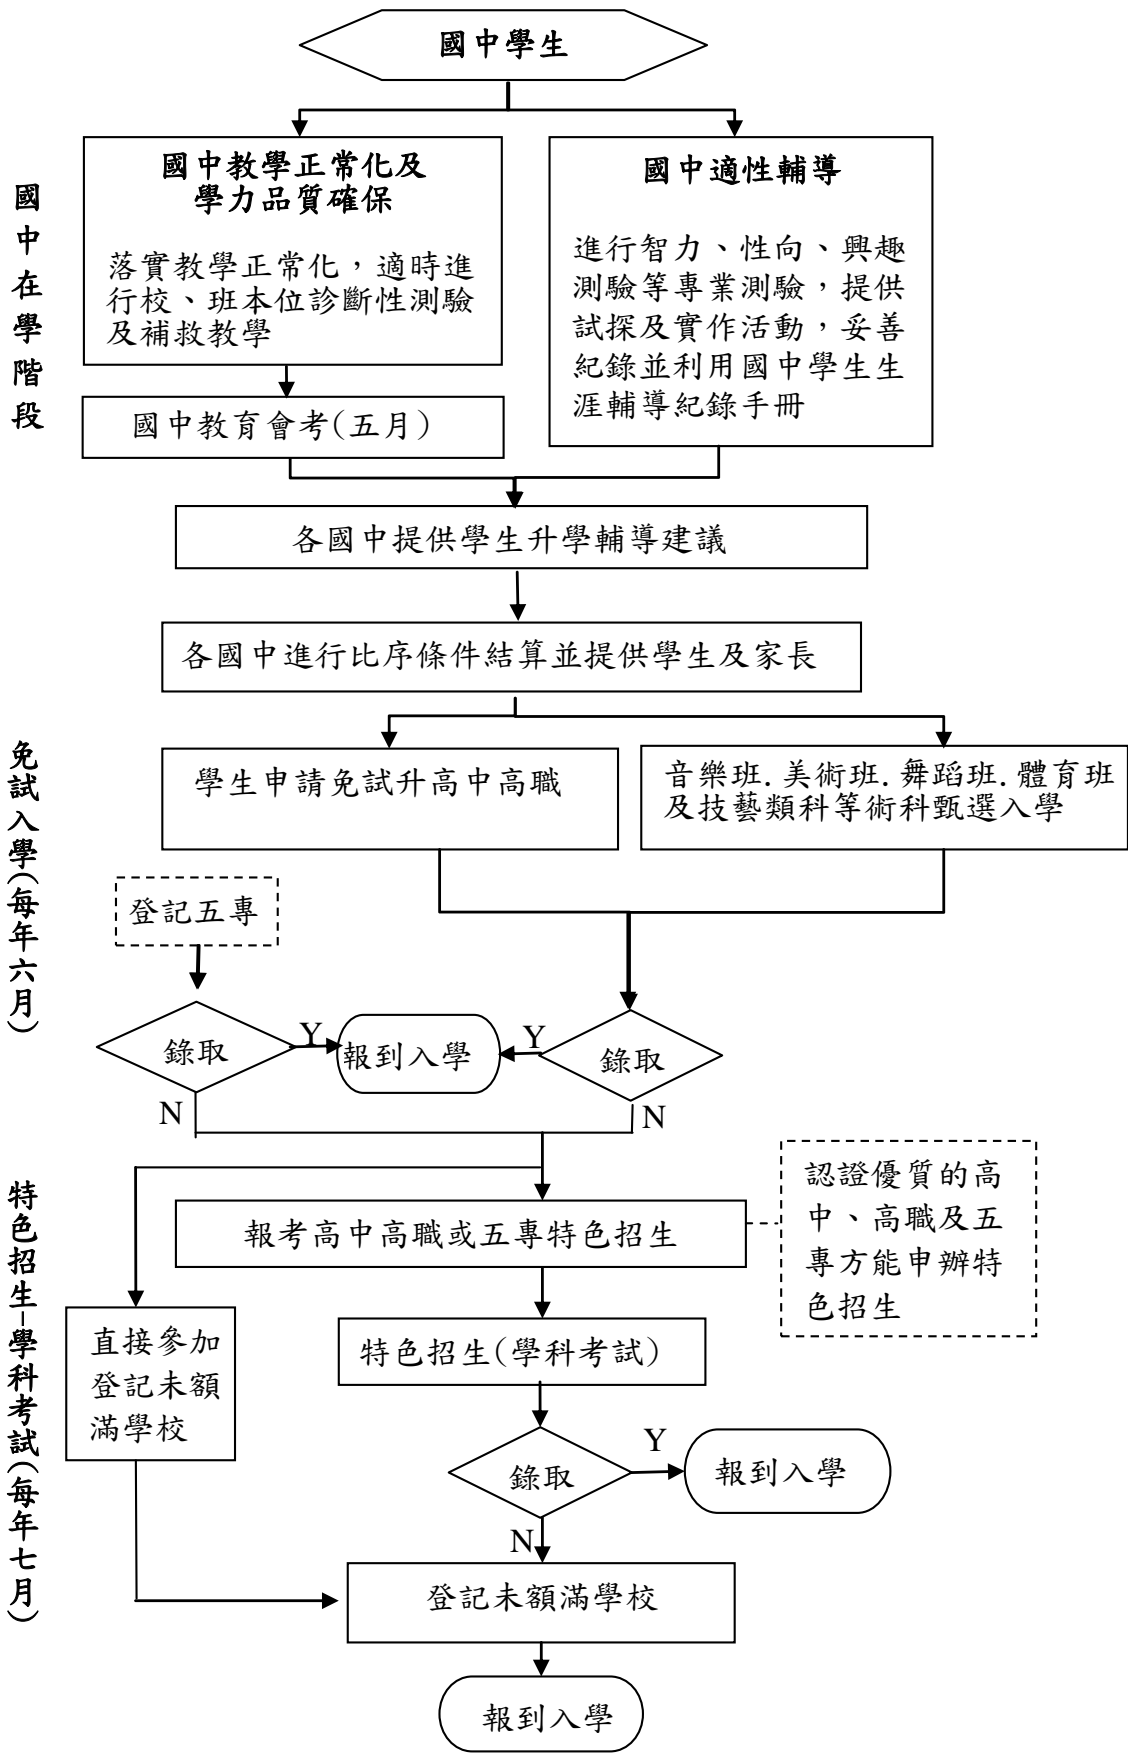 國中學生
國中在學階段
國中教學正常化及
學力品質確保
落實教學正常化，適時進
行校、班本位診斷性測驗
及補救教學
國中適性輔導
進行智力、性向、興趣
測驗等專業測驗，提供
試探及實作活動，妥善
紀錄並利用國中學生生
涯輔導紀錄手冊
國中教育會考(五月)
各國中提供學生升學輔導建議
各國中進行比序條件結算並提供學生及家長
免試入學(每年六月)
學生申請免試升高中高職
音樂班.美術班.舞蹈班.體育班
及技藝類科等術科甄選入學
登記五專
錄取
Y
報到入學
Y
錄取
N
N
特色招生-學科考試(每年七月)
報考高中高職或五專特色招生
認證優質的高
中、高職及五
專方能申辦特
色招生
直接參加
登記未額
滿學校
特色招生(學科考試)
錄取
Y
報到入學
N
登記未額滿學校
報到入學